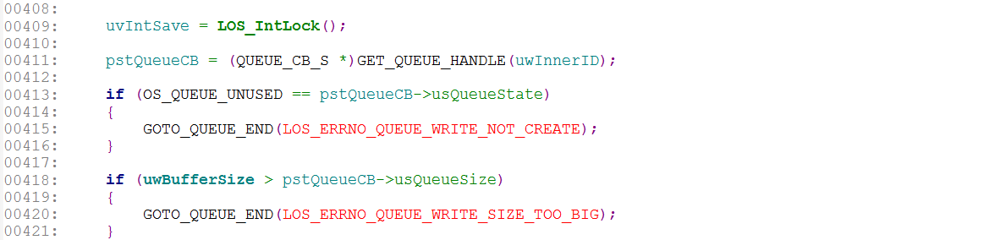 00408:
00409:     uvIntSave = LOS_IntLock();
00410:
00411:     pstQueueCB = (QUEUE_CB_S *)GET_QUEUE_HANDLE(uwInnerID);
00412:
00413:     if (OS_QUEUE_UNUSED == pstQueueCB->usQueueState)
00414:     {
00415:         GOTO_QUEUE_END(LOS_ERRNO_QUEUE_WRITE_NOT_CREATE);
00416:     }
00417:
00418:     if (uwBufferSize > pstQueueCB->usQueueSize)
00419:     {
00420:         GOTO_QUEUE_END(LOS_ERRNO_QUEUE_WRITE_SIZE_TOO_BIG);
00421:     }